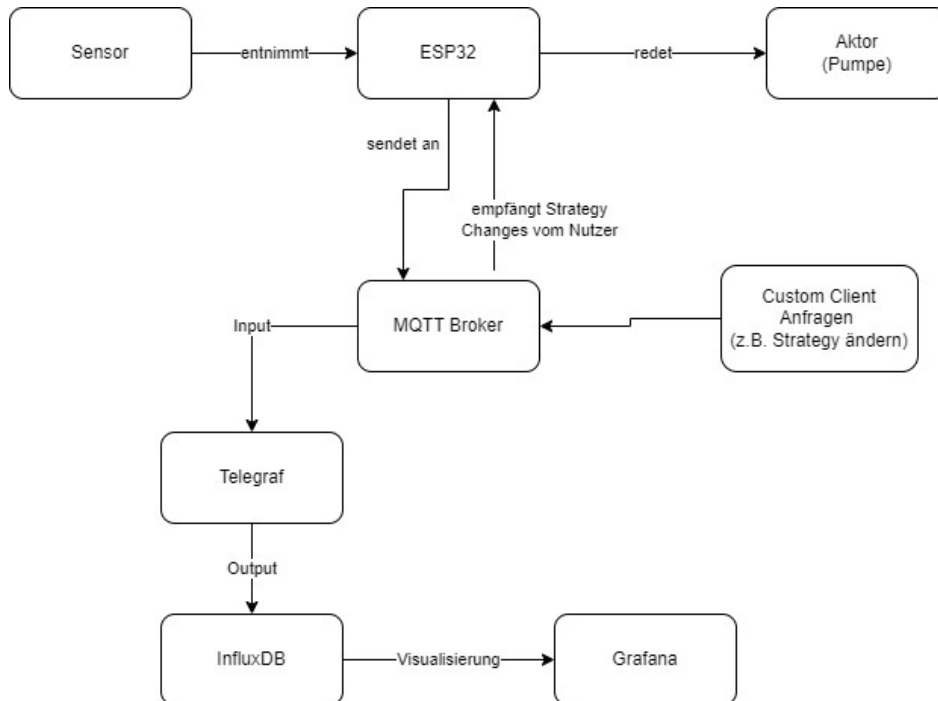 Sensor
entnimmt
ESP32
redet
Aktor
(Pumpe)
sendet an
empfängt Strategy
Changes vom Nutzer
Input
MQTT Broker
Custom Client
Anfragen
(z.B. Strategy ändern)
Telegraf
Output
InfluxDB
Visualisierung
Grafana